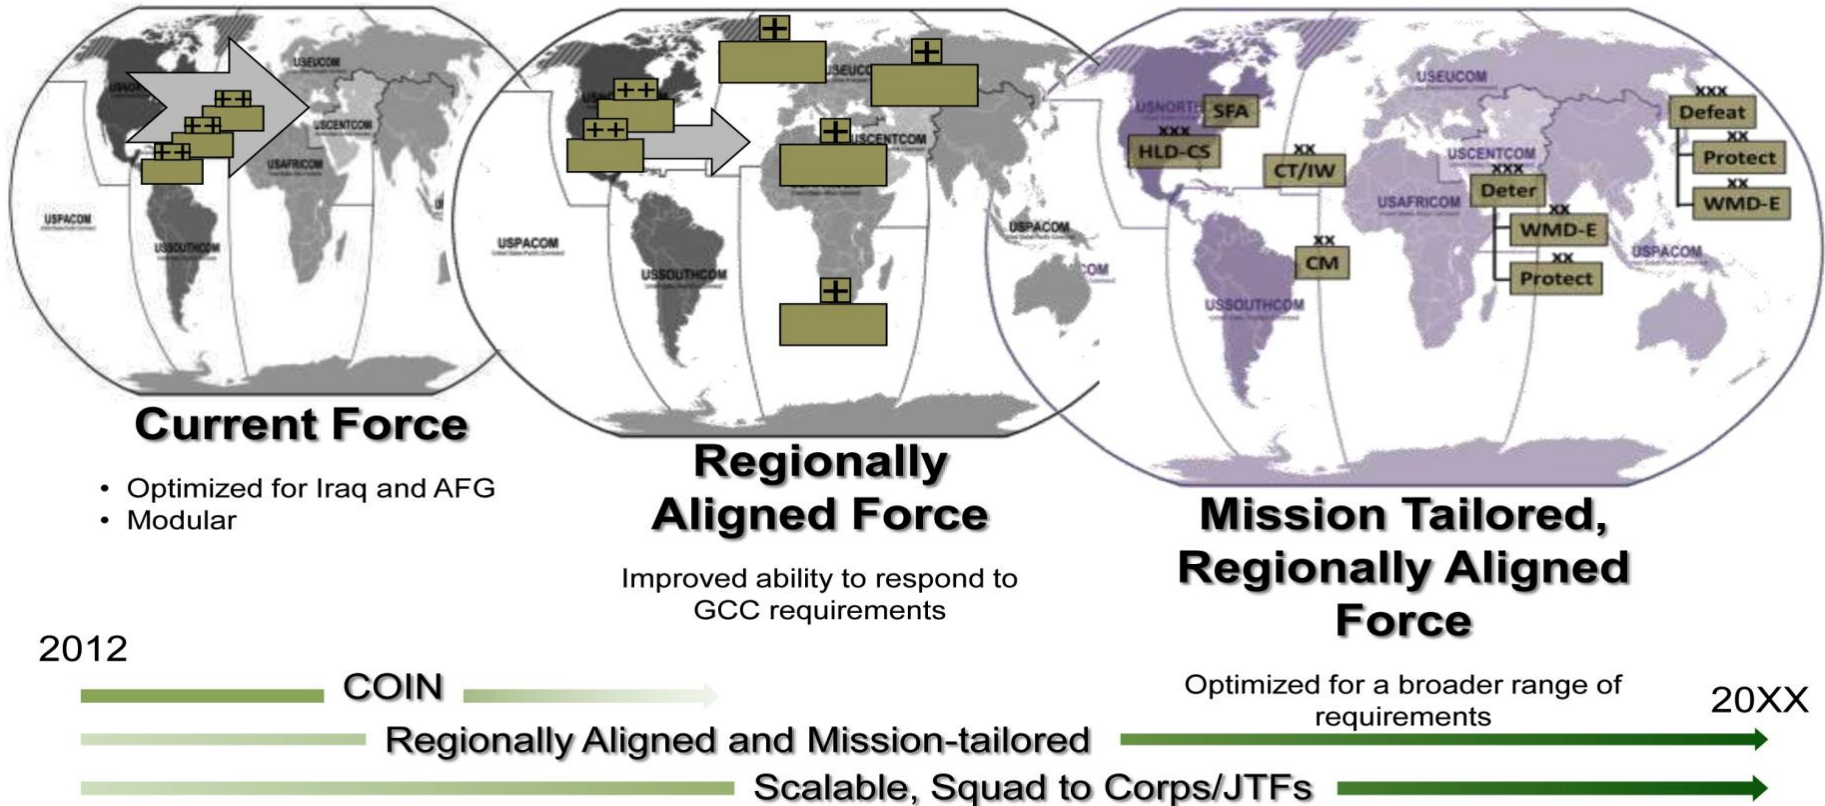 USEUCOM
USCENTCOM
USAFRICOM
USPACOM
USSOUTHCOM
Current Force
• Optimized for Iraq and AFG
• Modular
USCENTCOM
USPACOM
USPACOM
USSOUTHCOM
Regionally
Aligned Force
Improved ability to respond to
GCC requirements
USEUCOM
XXX
Defeat
SFA
XXX
HLD-CS
XX
CT/IW
XX
Protect
USCENTCOM
XXX
Deter
XX
WMD-E
USAFRICOM
XX
WMD-E
XX
CM
XX
Protect
USPACOM
COM
USSOUTHCOM
Mission Tailored,
Regionally Aligned
Force
Optimized for a broader range of
requirements
2012
20XX
COIN
Regionally Aligned and Mission-tailored
Scalable, Squad to Corps/JTFs